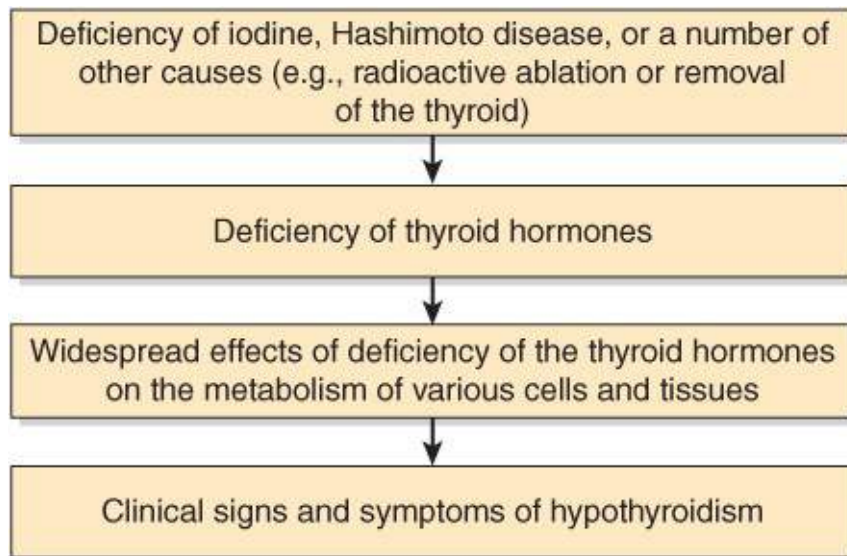 Deficiency of iodine, Hashimoto disease, or a number of
other causes (e.g., radioactive ablation or removal
of the thyroid)
Deficiency of thyroid hormones
Widespread effects of deficiency of the thyroid hormones
on the metabolism of various cells and tissues
Clinical signs and symptoms of hypothyroidism